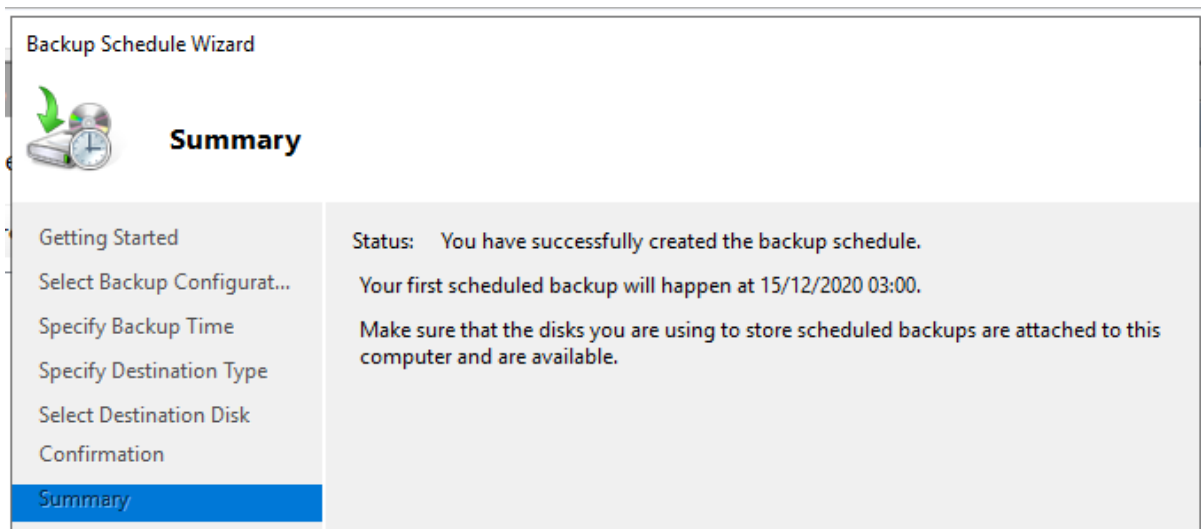 Backup Schedule Wizard
Summary
Getting Started
Select Backup Configurat...
Specify Backup Time
Specify Destination Type
Select Destination Disk
Confirmation
Summary
Status: You have successfully created the backup schedule.
Your first scheduled backup will happen at 15/12/2020 03:00.
Make sure that the disks you are using to store scheduled backups are attached to this
computer and are available.